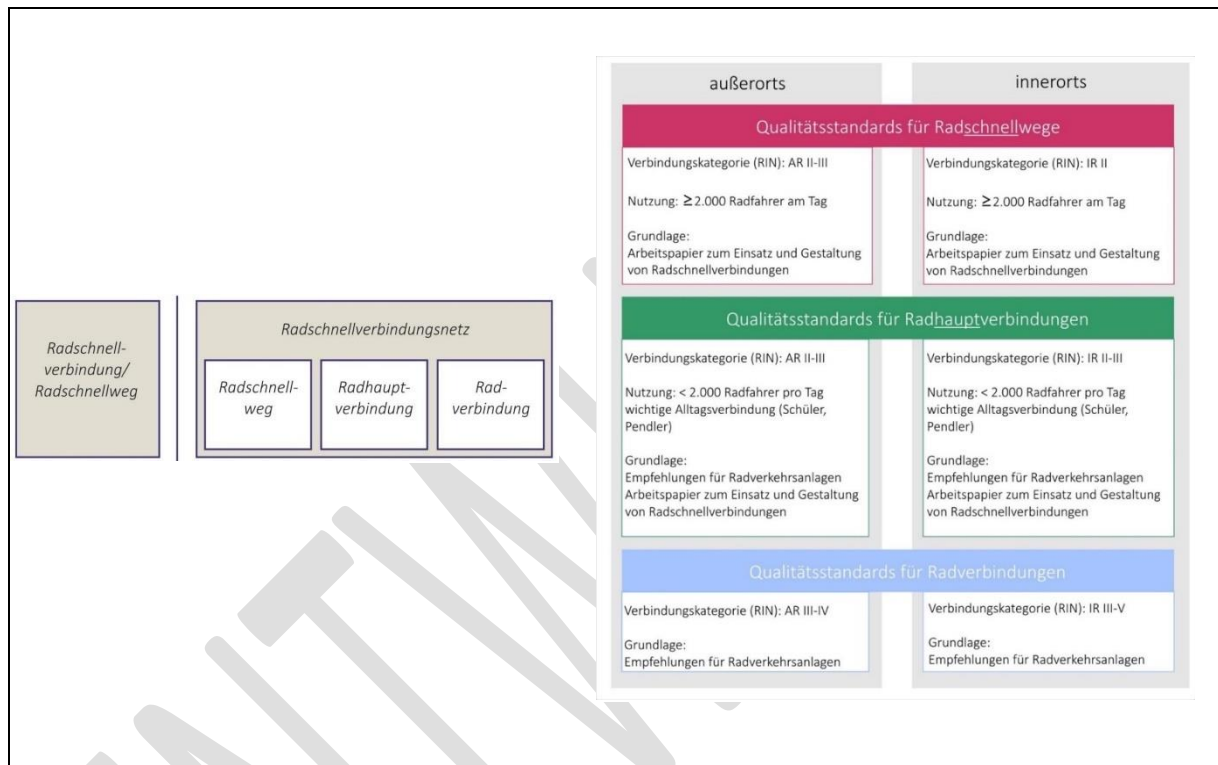 Radschnell-
verbindung/
Radschnellweg
Radschnellverbindungsnetz
Radschnell-
weg
Radhaupt-
verbindung
Rad-
verbindung
außerorts
innerorts
Qualitätsstandards für Radschnellwege
Verbindungskategorie (RIN): AR II-III
Nutzung: ≥2.000 Radfahrer am Tag
Grundlage:
Arbeitspapier zum Einsatz und Gestaltung
von Radschnellverbindungen
Verbindungskategorie (RIN): IR II
Nutzung: ≥2.000 Radfahrer am Tag
Grundlage:
Arbeitspapier zum Einsatz und Gestaltung
von Radschnellverbindungen
Qualitätsstandards für Radhauptverbindungen
Verbindungskategorie (RIN): AR II-III
Nutzung: < 2.000 Radfahrer pro Tag
wichtige Alltagsverbindung (Schüler,
Pendler)
Grundlage:
Empfehlungen für Radverkehrsanlagen
Arbeitspapier zum Einsatz und Gestaltung
von Radschnellverbindungen
Verbindungskategorie (RIN): IR II-III
Nutzung: < 2.000 Radfahrer pro Tag
wichtige Alltagsverbindung (Schüler,
Pendler)
Grundlage:
Empfehlungen für Radverkehrsanlagen
Arbeitspapier zum Einsatz und Gestaltung
von Radschnellverbindungen
Qualitätsstandards für Radverbindungen
Verbindungskategorie (RIN): AR III-IV
Grundlage:
Empfehlungen für Radverkehrsanlagen
Verbindungskategorie (RIN): IR III-V
Grundlage:
Empfehlungen für Radverkehrsanlagen